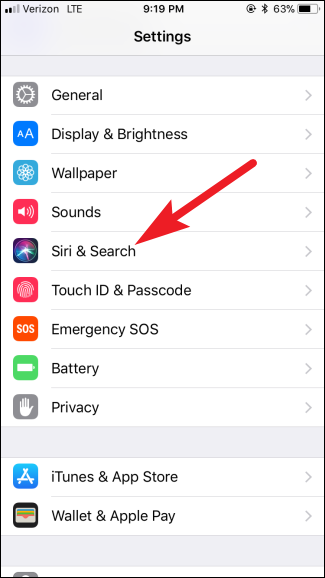 Verizon LTE 9:19 PM 63%
Settings
General
AA Display & Brightness
Wallpaper
Sounds
Siri & Search
Touch ID & Passcode
SOS Emergency SOS
Battery
Privacy
iTunes & App Store
Wallet & Apple Pay